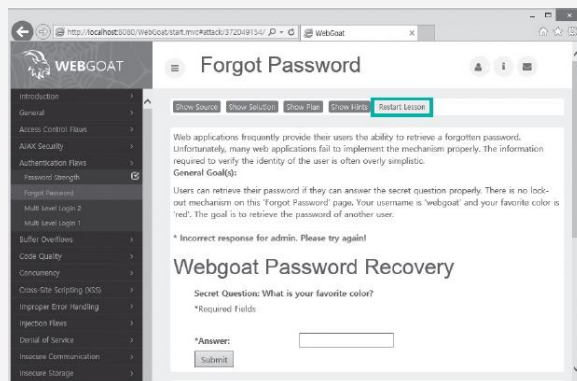 http://localhost:8080/WebGoat/start.mvc#attack/372049154/
WebGoat
WEBGOAT
Forgot Password
Introduction
General
Access Control Flaws
AJAX Security
Authentication Flaws
Password Strength
Forgot Password
Multi Level Login 2
Multi Level Login 1
Buffer Overflows
Code Quality
Concurrency
Cross-Site Scripting (XSS)
Improper Error Handling
Injection Flaws
Denial of Service
Insecure Communication
Insecure Storage
Show Source Show Solution Show Plan Show Hints Restart Lesson
Web applications frequently provide their users the ability to retrieve a forgotten password.
Unfortunately, many web applications fail to implement the mechanism properly. The information
required to verify the identity of the user is often overly simplistic.
General Goal(s):
Users can retrieve their password if they can answer the secret question properly. There is no lock-
out mechanism on this 'Forgot Password' page. Your username is 'webgoat' and your favorite color is
'red'. The goal is to retrieve the password of another user.
* Incorrect response for admin. Please try again!
Webgoat Password Recovery
Secret Question: What is your favorite color?
*Required Fields
*Answer:
Submit